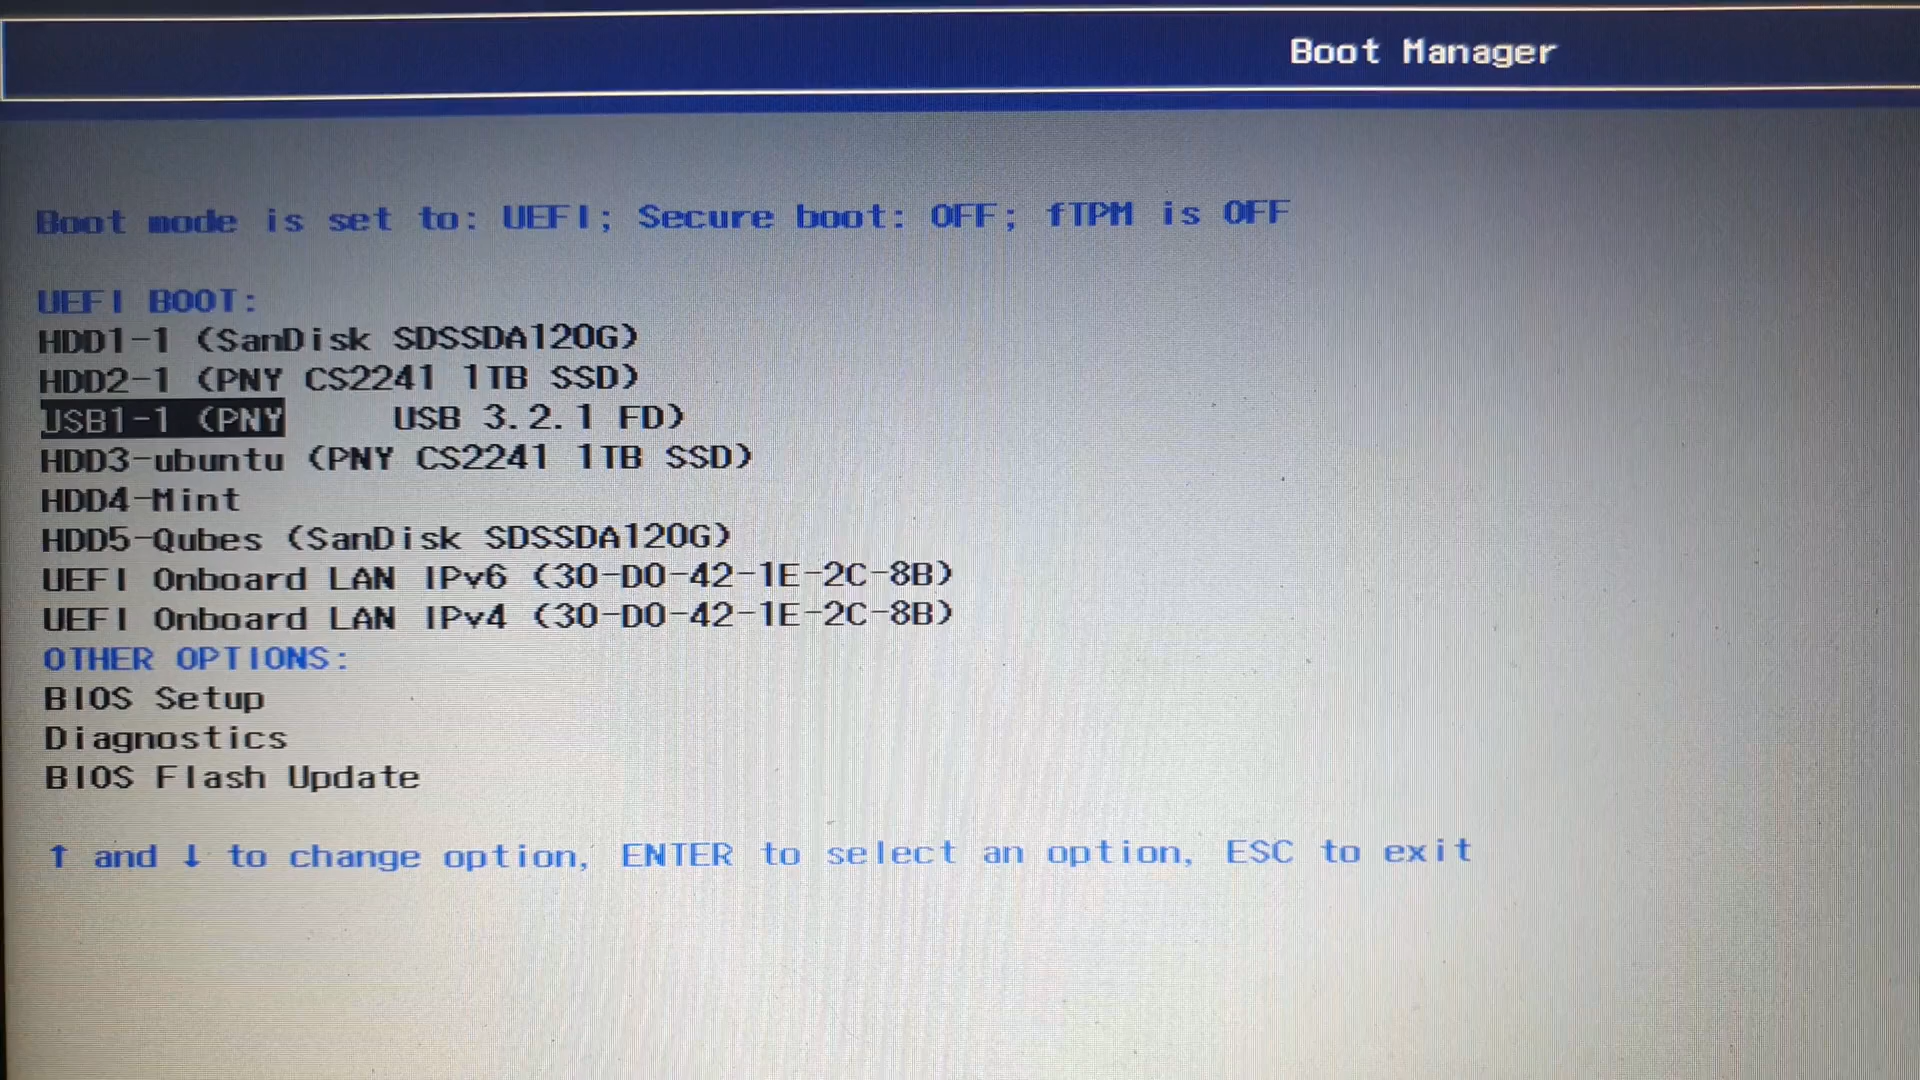 Boot Manager
Boot mode is set to: UEFI; Secure boot: OFF; fTPM is OFF
UEFI BOOT:
HDD1-1 (SanDisk SDSSDA120G)
HDD2-1 (PNY CS2241 1TB SSD)
USB1-1 (PNY     USB 3.2.1 FD)
HDD3-ubuntu (PNY CS2241 1TB SSD)
HDD4-Mint
HDD5-Qubes (SanDisk SDSSDA120G)
UEFI Onboard LAN IPv6 (30-D0-42-1E-2C-8B)
UEFI Onboard LAN IPv4 (30-D0-42-1E-2C-8B)
OTHER OPTIONS:
BIOS Setup
Diagnostics
BIOS Flash Update
↑ and ↓ to change option, ENTER to select an option, ESC to exit